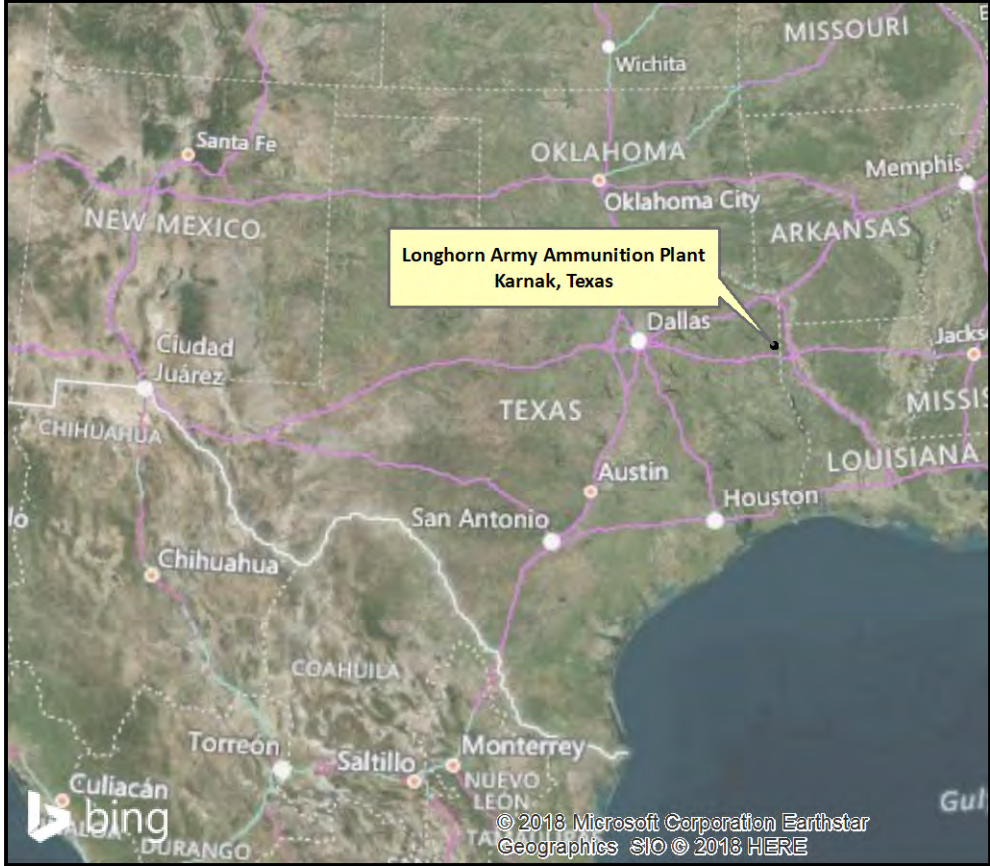 MISSOURI
Wichita
Santa Fe
OKLAHOMA
Memphis
Oklahoma City
NEW MEXICO
ARKANSAS
Longhorn Army Ammunition Plant
Karnak, Texas
Dallas
Ciudad
Juárez
Jacks
TEXAS
MISSIS
CHIHUAHUA
LOUISIANA
Austin
Houston
San Antonio
lo
Chihuahua
COAHUILA
Torreón
Saltillo
Monterrey
Culiacán
NUEVO
LEÓN
Gul
bing
DURANGO
© 2018 Microsoft Corporation Earthstar
Geographics SIO © 2018 HERE